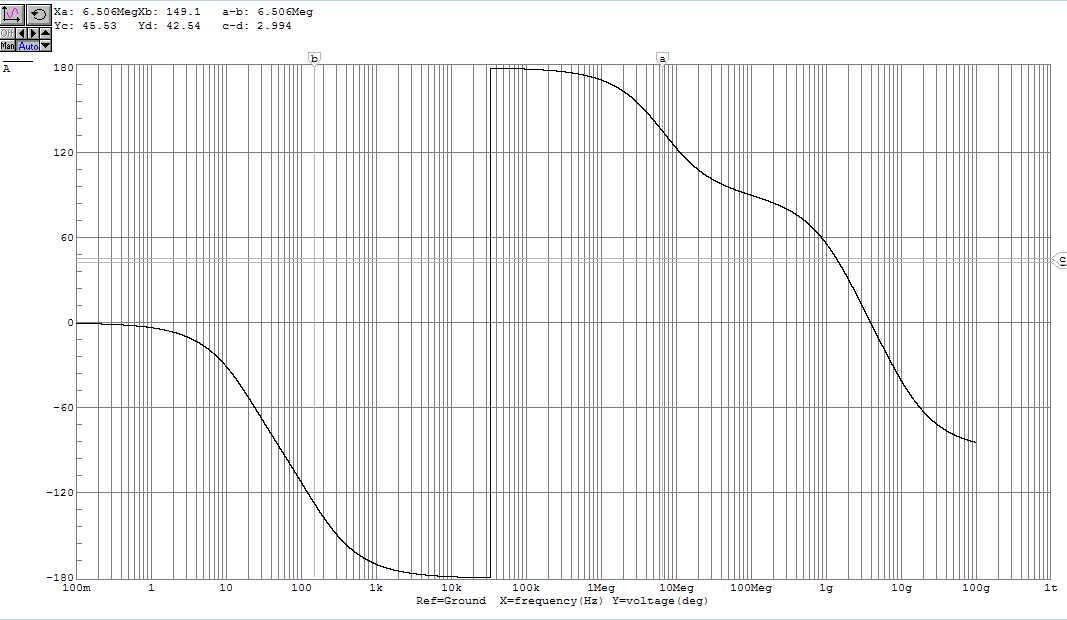 Xa: 6.506MegXb: 149.1 a-b: 6.506Meg
Yc: 45.53 Yd: 42.54 c-d: 2.994
Off
Man Auto
A
b a
180
120
60
0
-60
-120
-180
c
100m 1 10 100 1k 10k 100k 1Meg 10Meg 100Meg 1g 10g 100g 1t
Ref=Ground X=frequency(Hz) Y=voltage(deg)